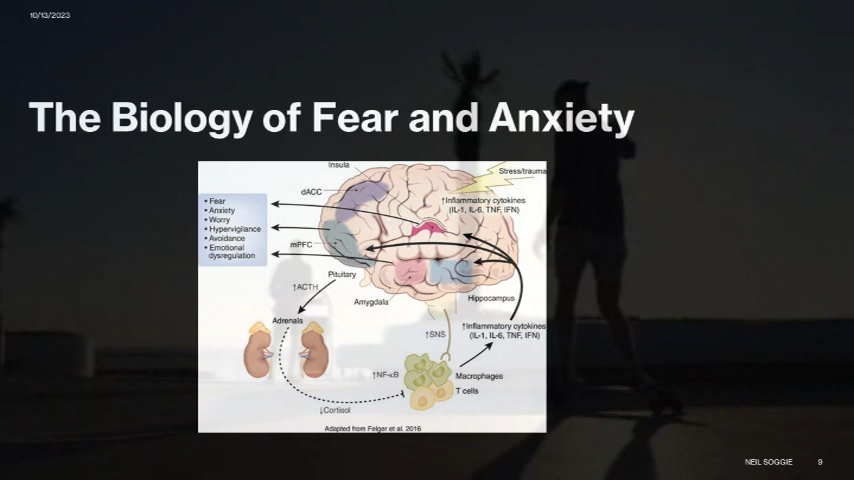 10/13/2023
The Biology of Fear and Anxiety
Insula
Stress/trauma
dACC
↑Inflammatory cytokines
(IL-1, IL-6, TNF, IFN)
• Fear
• Anxiety
• Worry
• Hypervigilance
• Avoidance
• Emotional
dysregulation
mPFC
Pituitary
↑ACTH
Amygdala
Hippocampus
Adrenals
↑SNS
↑Inflammatory cytokines
(IL-1, IL-6, TNF, IFN)
↑NF-κB
Macrophages
T cells
↓Cortisol
Adapted from Felger et al. 2016
NEIL SOGGIE
9